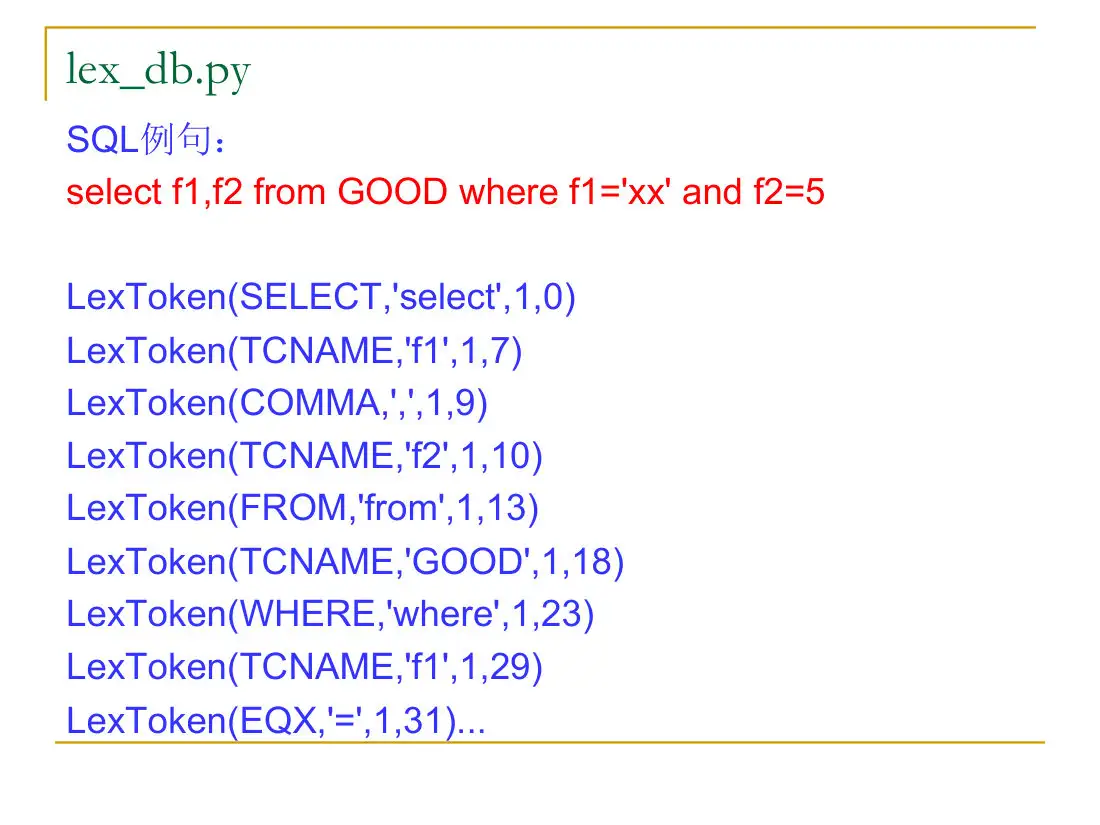 lex_db.py
SQL例句：
select f1,f2 from GOOD where f1='xx' and f2=5
LexToken(SELECT,'select',1,0)
LexToken(TCNAME,'f1',1,7)
LexToken(COMMA,',',1,9)
LexToken(TCNAME,'f2',1,10)
LexToken(FROM,'from',1,13)
LexToken(TCNAME,'GOOD',1,18)
LexToken(WHERE,'where',1,23)
LexToken(TCNAME,'f1',1,29)
LexToken(EQX,'=',1,31)...